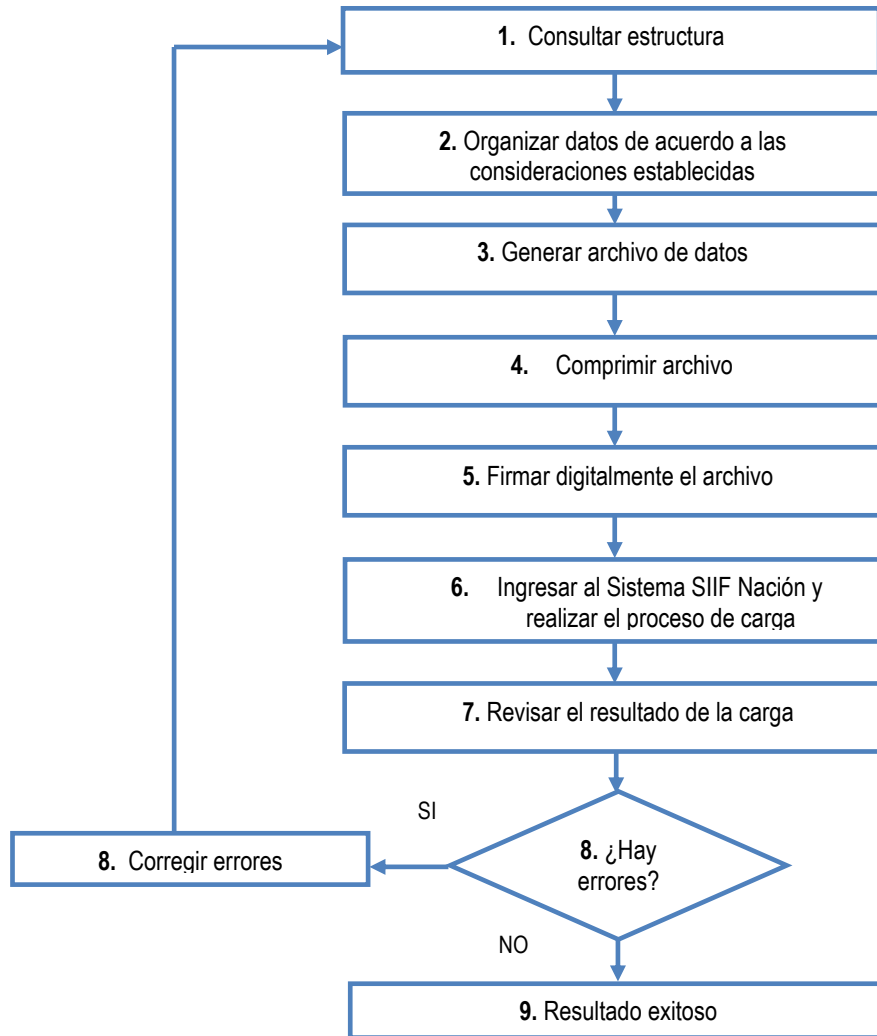 1. Consultar estructura
2. Organizar datos de acuerdo a las
consideraciones establecidas
3. Generar archivo de datos
4. Comprimir archivo
5. Firmar digitalmente el archivo
6. Ingresar al Sistema SIIF Nación y
realizar el proceso de carga
7. Revisar el resultado de la carga
SI
8. Corregir errores
8. ¿Hay
errores?
NO
9. Resultado exitoso